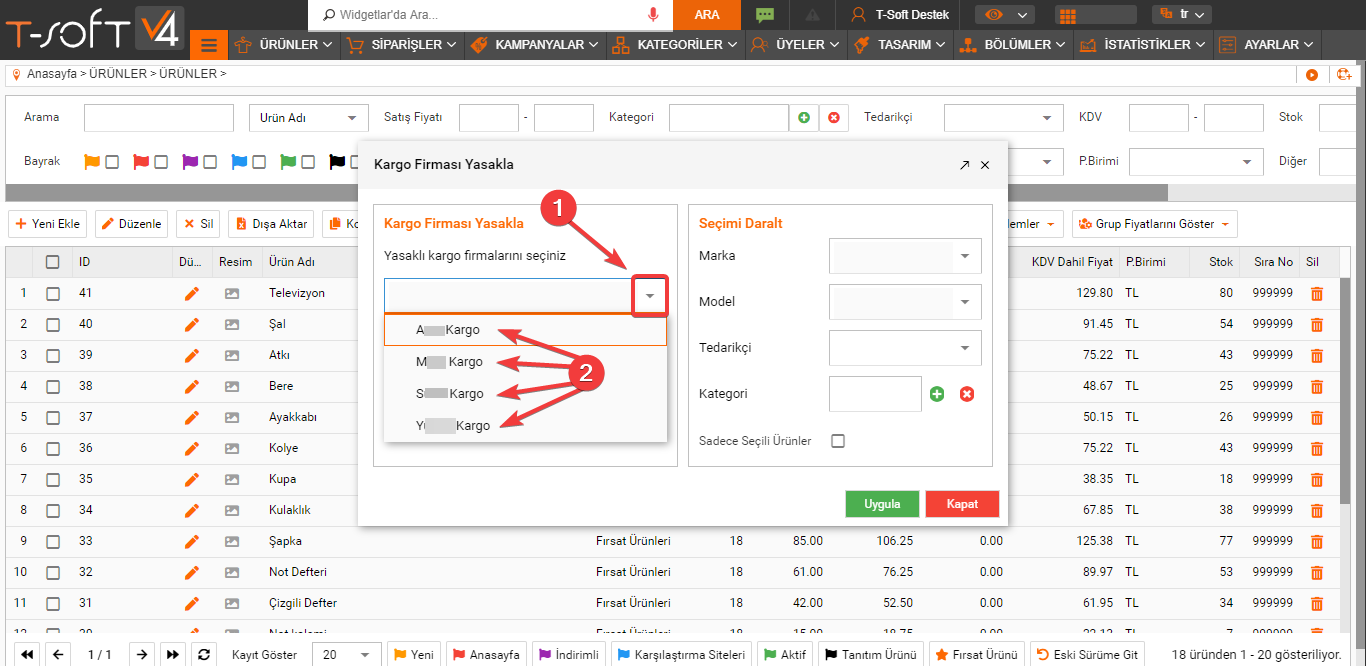 T-SOFT V4
Widgetlar'da Ara...
ARA
T-Soft Destek
tr
ÜRÜNLER
SİPARİŞLER
KAMPANYALAR
KATEGORİLER
ÜYELER
TASARIM
BÖLÜMLER
İSTATİSTİKLER
AYARLAR
Anasayfa > ÜRÜNLER > ÜRÜNLER >
Arama
Ürün Adı
Satış Fiyatı
-
Kategori
Tedarikçi
KDV
-
Stok
Bayrak
P.Birimi
Diğer
Yeni Ekle
Düzenle
Sil
Dışa Aktar
Grup Fiyatlarını Göster
Kargo Firması Yasakla
Kargo Firması Yasakla
1
Yasaklı kargo firmalarını seçiniz
A Kargo
M Kargo
S Kargo
Y Kargo
2
Seçimi Daralt
Marka
Model
Tedarikçi
Kategori
Sadece Seçili Ürünler
Uygula
Kapat
ID Dü... Resim Ürün Adı KDV Dahil Fiyat P.Birimi Stok Sıra No Sil
1 41 Televizyon 129.80 TL 80 999999
2 40 Şal 91.45 TL 54 999999
3 39 Atkı 75.22 TL 43 999999
4 38 Bere 48.67 TL 25 999999
5 37 Ayakkabı 50.15 TL 26 999999
6 36 Kolye 75.22 TL 43 999999
7 35 Kupa 38.35 TL 18 999999
8 34 Kulaklık 67.85 TL 38 999999
9 33 Şapka Fırsat Ürünleri 18 85.00 106.25 0.00 125.38 TL 77 999999
10 32 Not Defteri Fırsat Ürünleri 18 61.00 76.25 0.00 89.97 TL 53 999999
11 31 Çizgili Defter Fırsat Ürünleri 18 42.00 52.50 0.00 61.95 TL 34 999999
1 / 1
Kayıt Göster
20
Yeni
Anasayfa
İndirimli
Karşılaştırma Siteleri
Aktif
Tanıtım Ürünü
Fırsat Ürünü
Eski Sürüme Git
18 üründen 1 - 20 gösteriliyor.